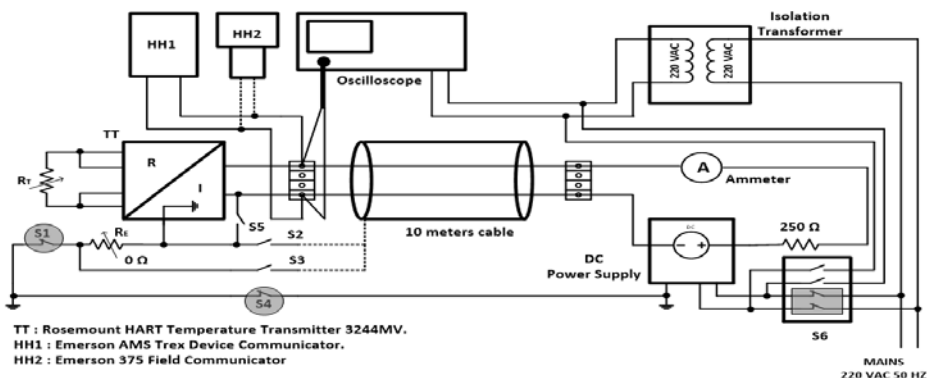 Isolation
Transformer
HH1
HH2
Oscilloscope
220 VAC
220 VAC
TT
R
I
RT
A
Ammeter
S1
RE
0 Ω
S5
S2
S3
10 meters cable
DC
Power Supply
DC
250 Ω
S4
S6
TT : Rosemount HART Temperature Transmitter 3244MV.
HH1 : Emerson AMS Trex Device Communicator.
HH2 : Emerson 375 Field Communicator
MAINS
220 VAC 50 HZ